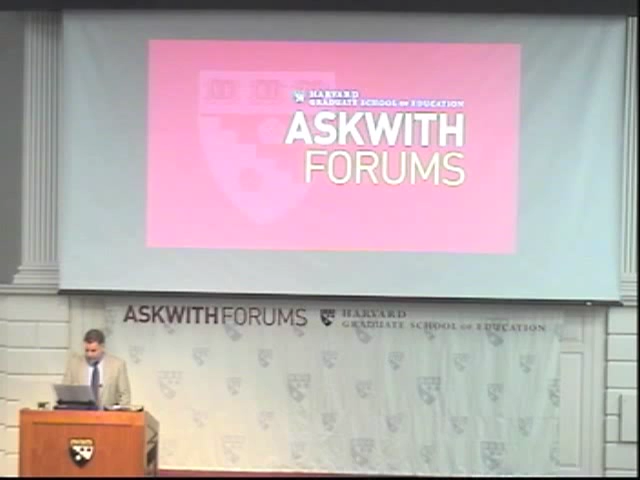 HARVARD
GRADUATE SCHOOL OF EDUCATION
ASKWITH
FORUMS
ASKWITH FORUMS
HARVARD
GRADUATE SCHOOL OF EDUCATION